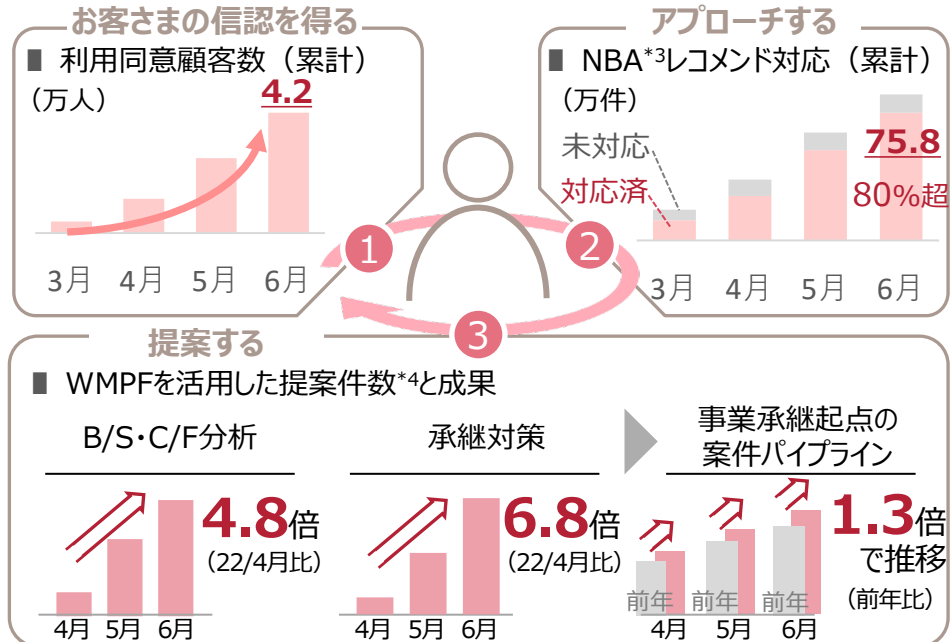 お客さまの信認を得る
■ 利用同意顧客数（累計）
（万人）
4.2
3月 4月 5月 6月
アプローチする
■ NBA*3レコメンド対応（累計）
（万件）
未対応
対応済
75.8
80%超
3月 4月 5月 6月
1
2
3
提案する
■ WMPFを活用した提案件数*4と成果
B/S・C/F分析
4.8倍
（22/4月比）
4月 5月 6月
承継対策
6.8倍
（22/4月比）
4月 5月 6月
事業承継起点の
案件パイプライン
1.3倍
で推移
（前年比）
前年 前年 前年
4月 5月 6月